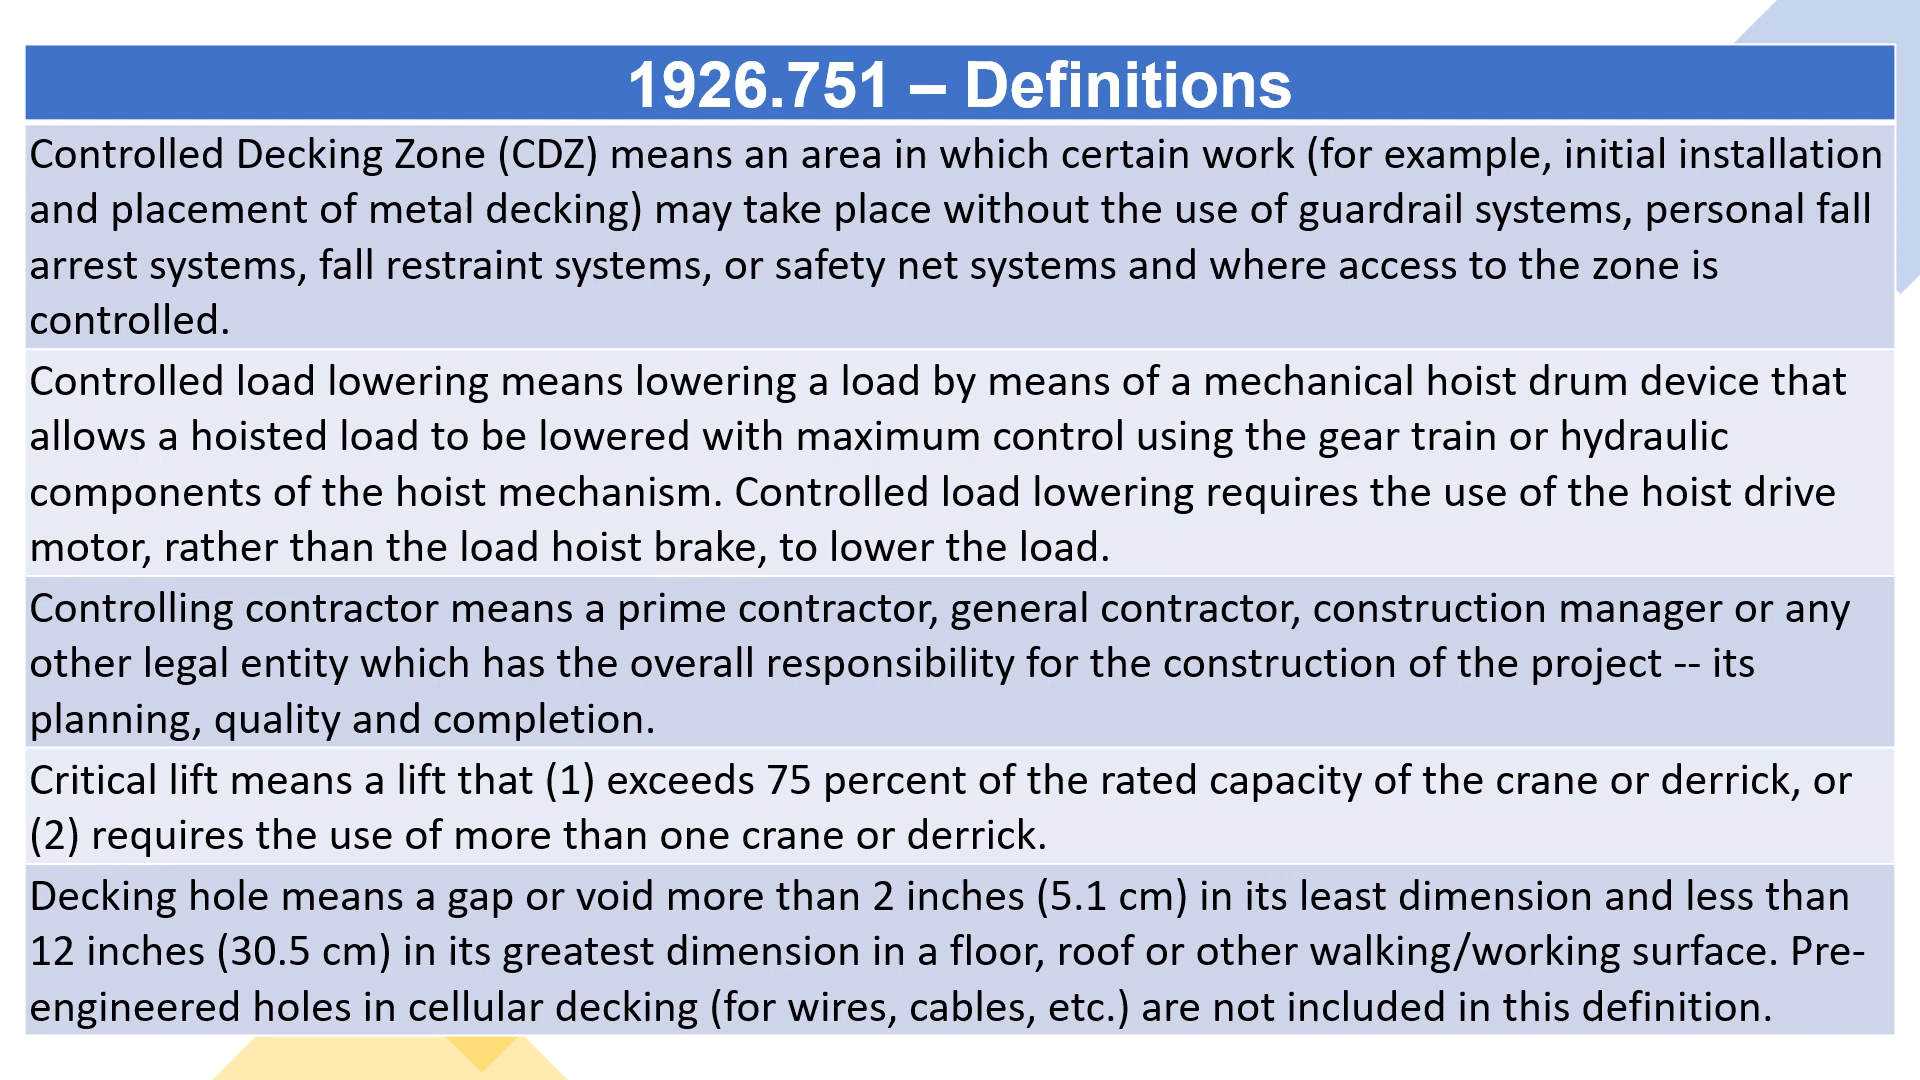 1926.751 – Definitions
Controlled Decking Zone (CDZ) means an area in which certain work (for example, initial installation
and placement of metal decking) may take place without the use of guardrail systems, personal fall
arrest systems, fall restraint systems, or safety net systems and where access to the zone is
controlled.
Controlled load lowering means lowering a load by means of a mechanical hoist drum device that
allows a hoisted load to be lowered with maximum control using the gear train or hydraulic
components of the hoist mechanism. Controlled load lowering requires the use of the hoist drive
motor, rather than the load hoist brake, to lower the load.
Controlling contractor means a prime contractor, general contractor, construction manager or any
other legal entity which has the overall responsibility for the construction of the project -- its
planning, quality and completion.
Critical lift means a lift that (1) exceeds 75 percent of the rated capacity of the crane or derrick, or
(2) requires the use of more than one crane or derrick.
Decking hole means a gap or void more than 2 inches (5.1 cm) in its least dimension and less than
12 inches (30.5 cm) in its greatest dimension in a floor, roof or other walking/working surface. Pre-
engineered holes in cellular decking (for wires, cables, etc.) are not included in this definition.